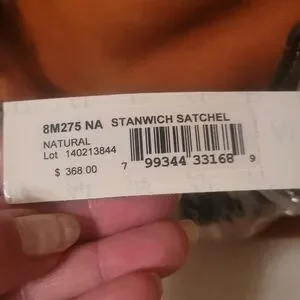 8M275 NA STANWICH SATCHEL
NATURAL
Lot 140213844
$ 368.00
7 99344 33168 9